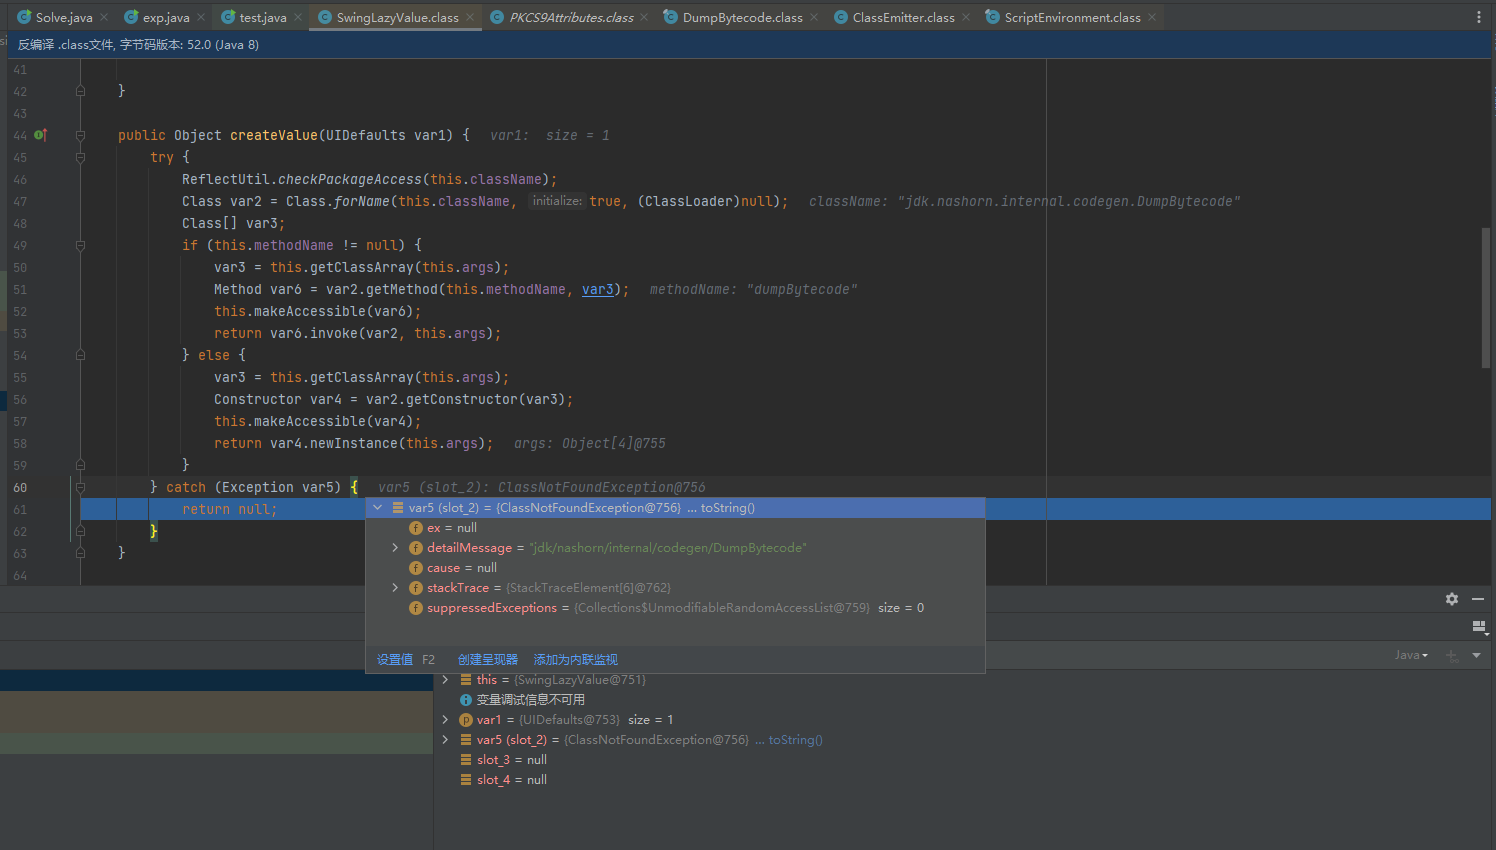 Solve.java exp.java test.java SwingLazyValue.class PKCS9Attributes.class DumpBytecode.class ClassEmitter.class ScriptEnvironment.class
反编译 .class文件, 字节码版本: 52.0 (Java 8)
41
42 }
43
44 public Object createValue(UIDefaults var1) { var1: size = 1
45 try {
46 ReflectUtil.checkPackageAccess(this.className);
47 Class var2 = Class.forName(this.className, initialize: true, (ClassLoader)null); className: "jdk.nashorn.internal.codegen.DumpBytecode"
48 Class[] var3;
49 if (this.methodName != null) {
50 var3 = this.getClassArray(this.args);
51 Method var6 = var2.getMethod(this.methodName, var3); methodName: "dumpBytecode"
52 this.makeAccessible(var6);
53 return var6.invoke(var2, this.args);
54 } else {
55 var3 = this.getClassArray(this.args);
56 Constructor var4 = var2.getConstructor(var3);
57 this.makeAccessible(var4);
58 return var4.newInstance(this.args); args: Object[4]@755
59 }
60 } catch (Exception var5) { var5 (slot_2): ClassNotFoundException@756
61 return null;
62 }
63 }
64
var5 (slot_2) = {ClassNotFoundException@756} ... toString()
ex = null
detailMessage = "jdk/nashorn/internal/codegen/DumpBytecode"
cause = null
stackTrace = {StackTraceElement[6]@762}
suppressedExceptions = {Collections$UnmodifiableRandomAccessList@759} size = 0
设置值 F2 创建呈现器 添加为内联监视
Java
this = {SwingLazyValue@751}
变量调试信息不可用
var1 = {UIDefaults@753} size = 1
var5 (slot_2) = {ClassNotFoundException@756} ... toString()
slot_3 = null
slot_4 = null